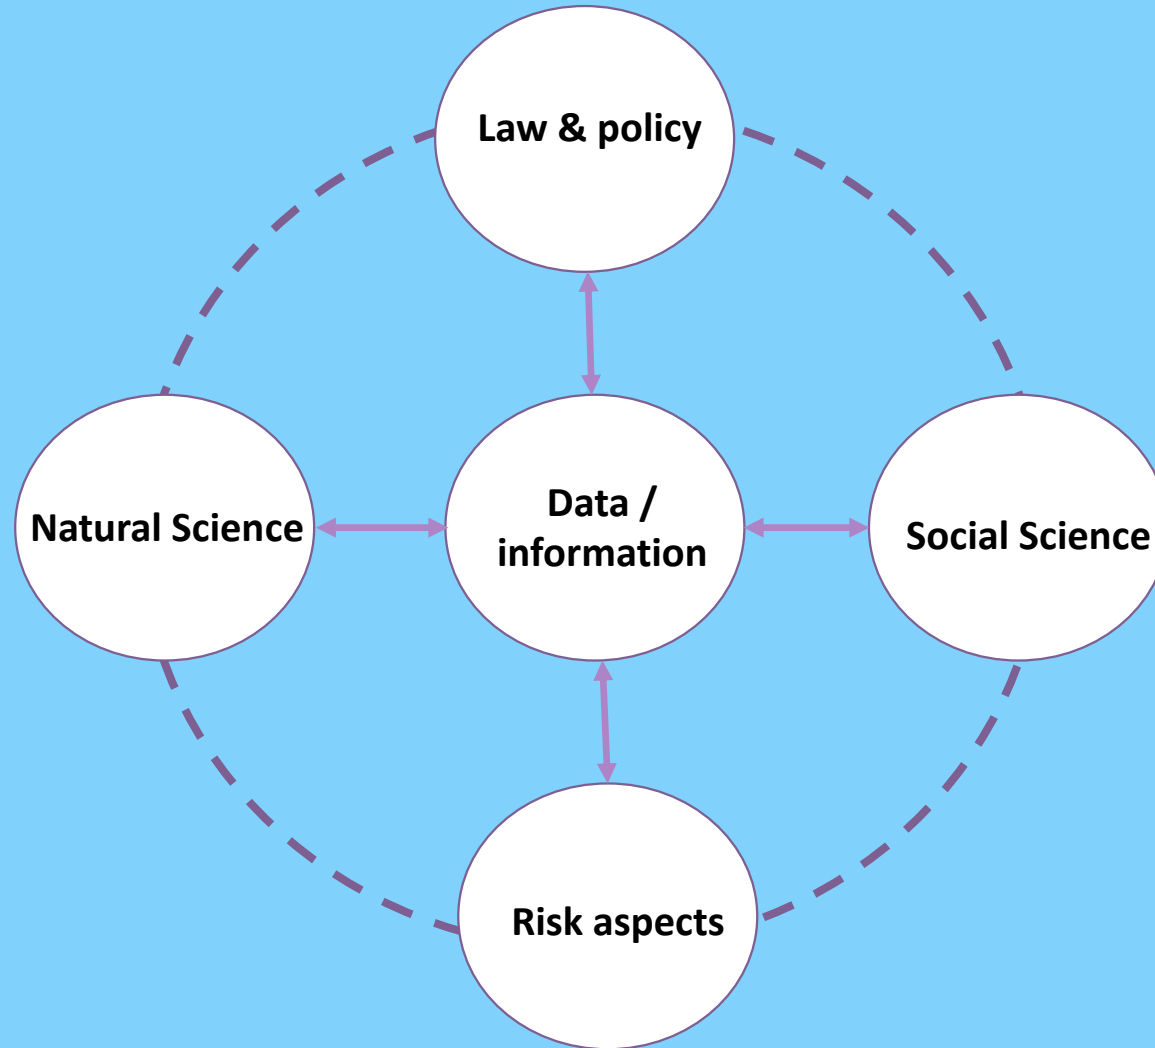 Law & policy
Natural Science
Data /
information
Social Science
Risk aspects